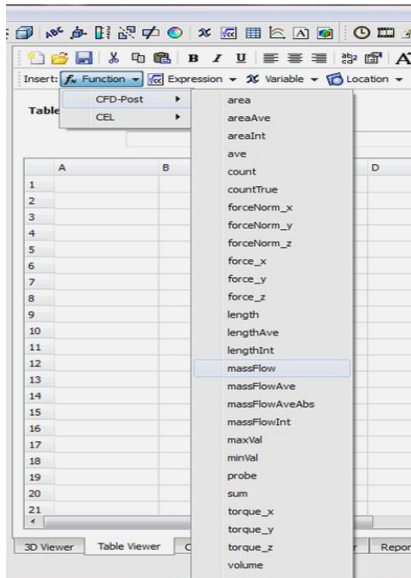 B I U
Insert: Function Expression Variable Location
CFD-Post
CEL
Table
area
areaAve
areaInt
ave
count
countTrue
forceNorm_x
forceNorm_y
forceNorm_z
force_x
force_y
force_z
length
lengthAve
lengthInt
massFlow
massFlowAve
massFlowAveAbs
massFlowInt
maxVal
minVal
probe
sum
torque_x
torque_y
torque_z
volume
A B D
1
2
3
4
5
6
7
8
9
10
11
12
13
14
15
16
17
18
19
20
21
3D Viewer Table Viewer C r Repor